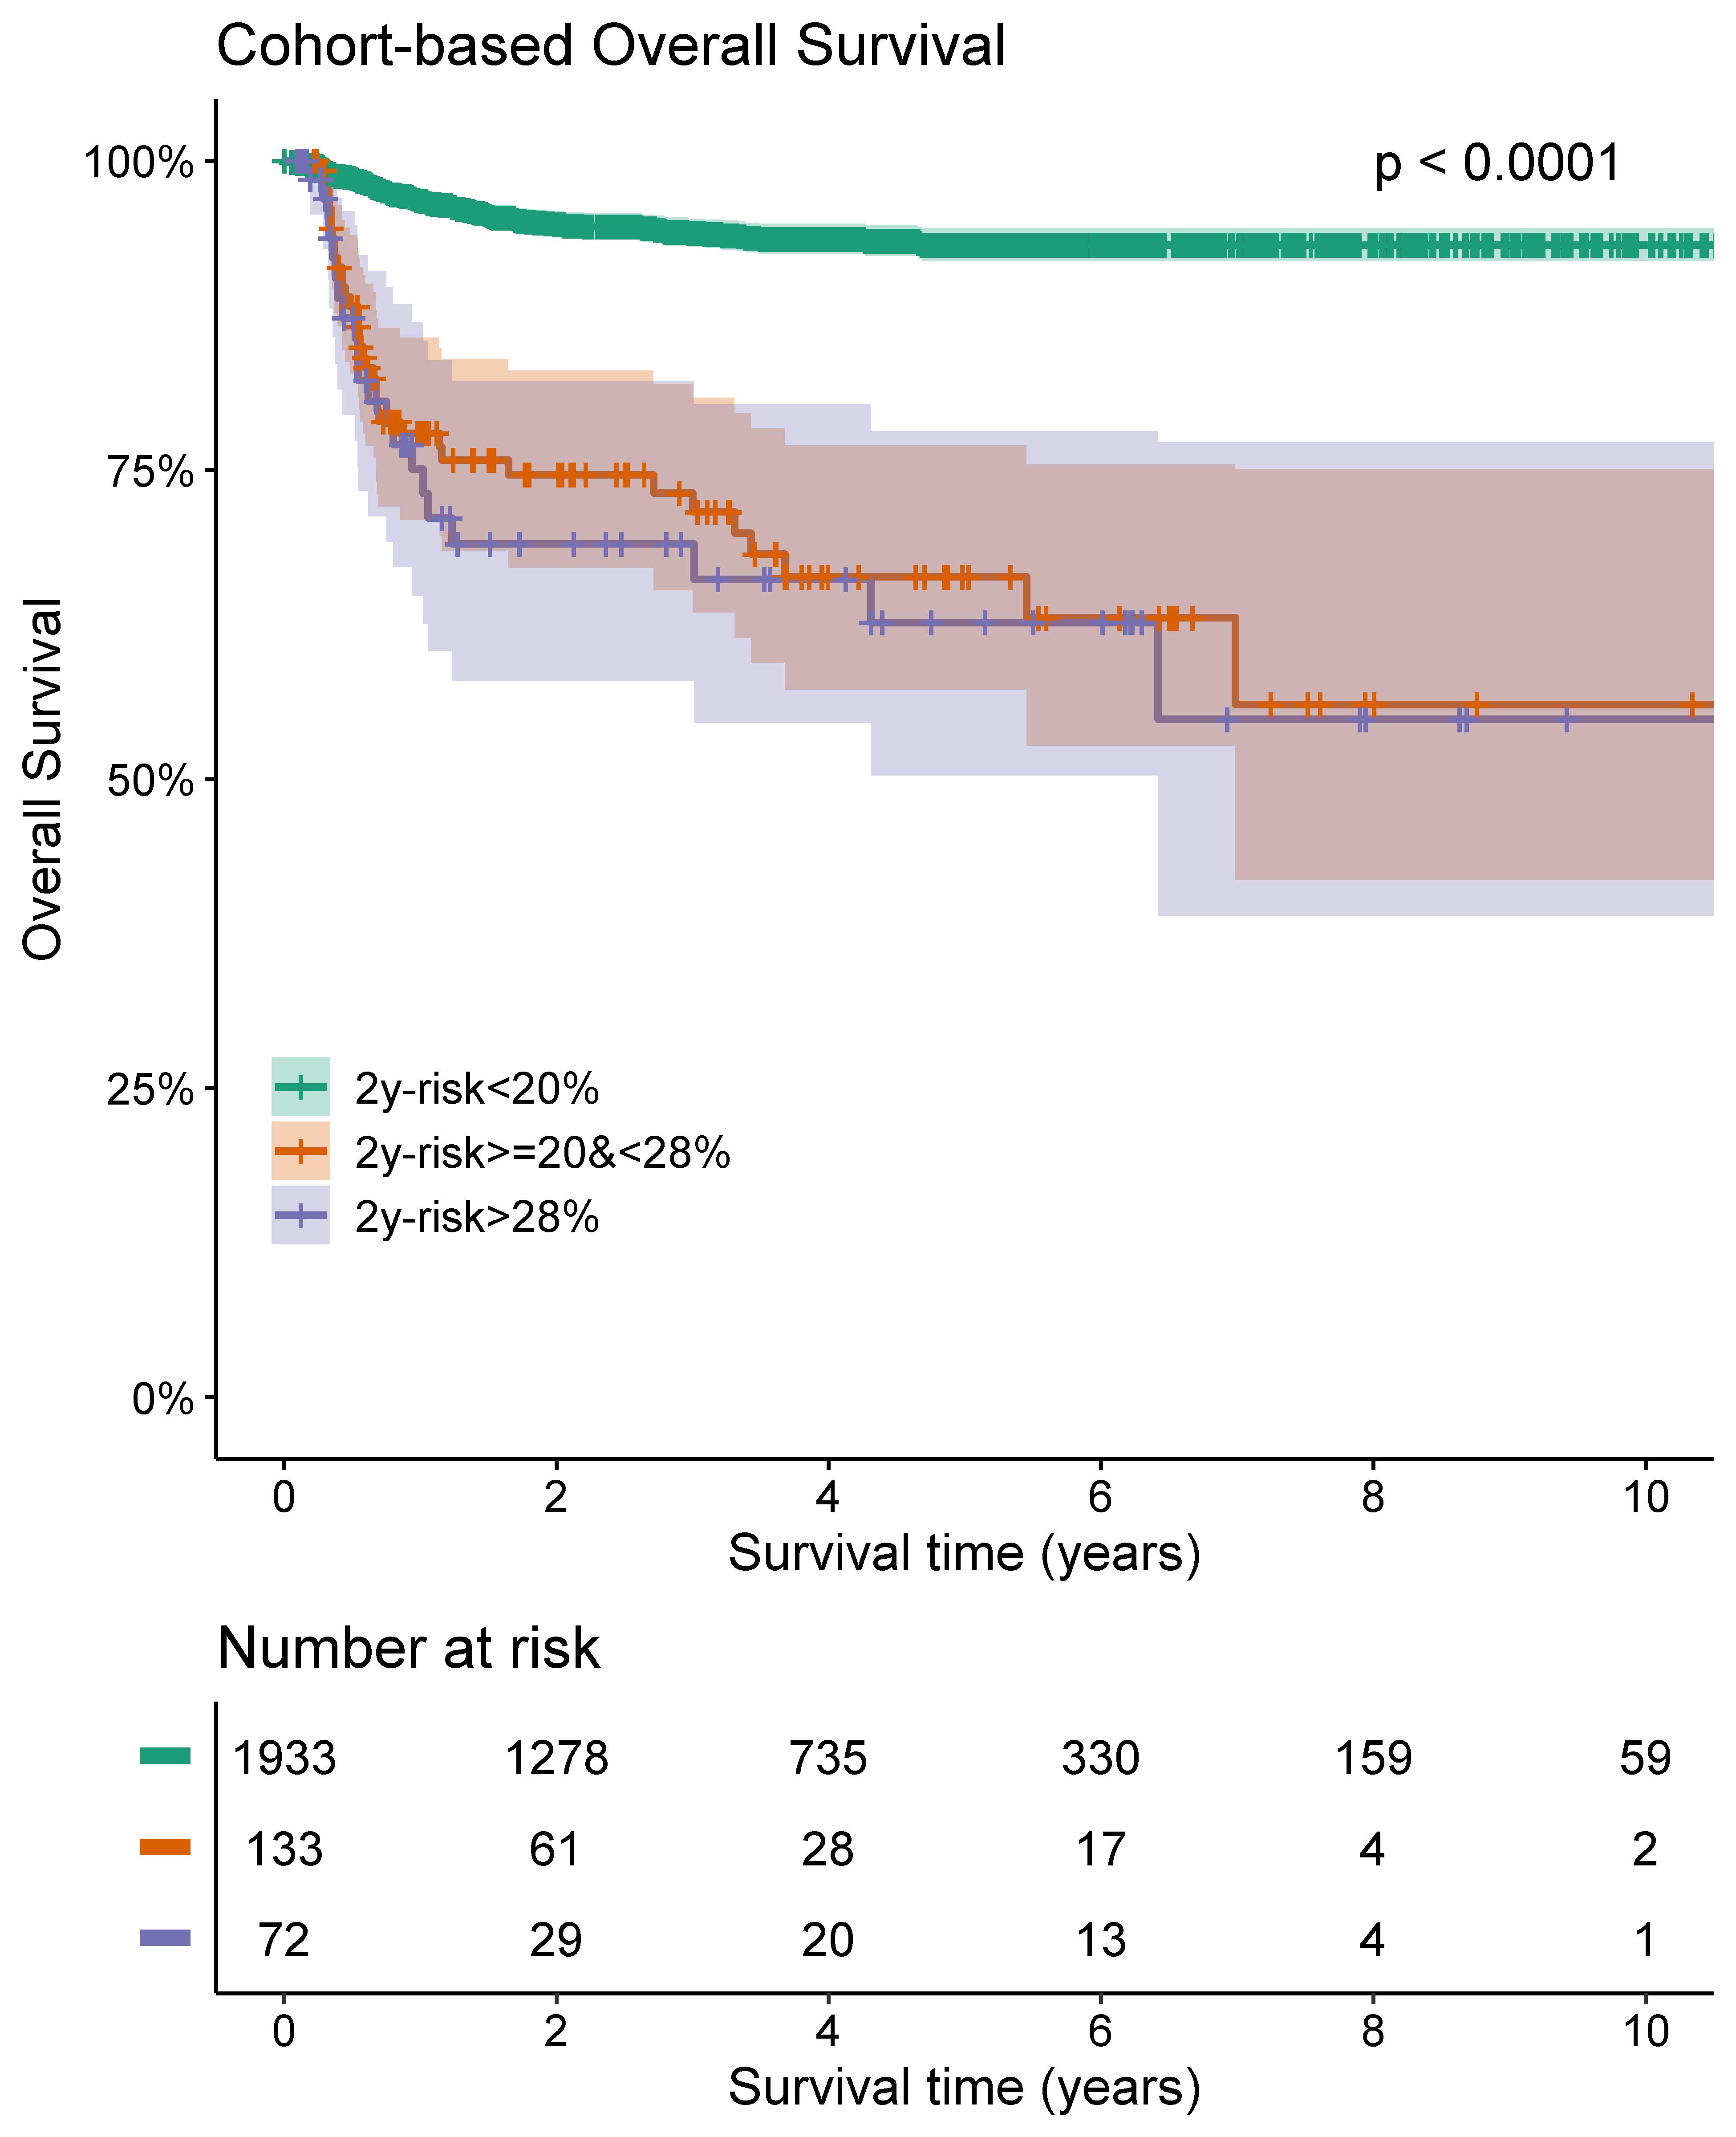 Cohort-based Overall Survival
p < 0.0001
100%
75%
50%
25%
0%
Overall Survival
2y-risk<20%
2y-risk>=20&<28%
2y-risk>28%
0 2 4 6 8 10
Survival time (years)
Number at risk
1933 1278 735 330 159 59
133 61 28 17 4 2
72 29 20 13 4 1
0 2 4 6 8 10
Survival time (years)